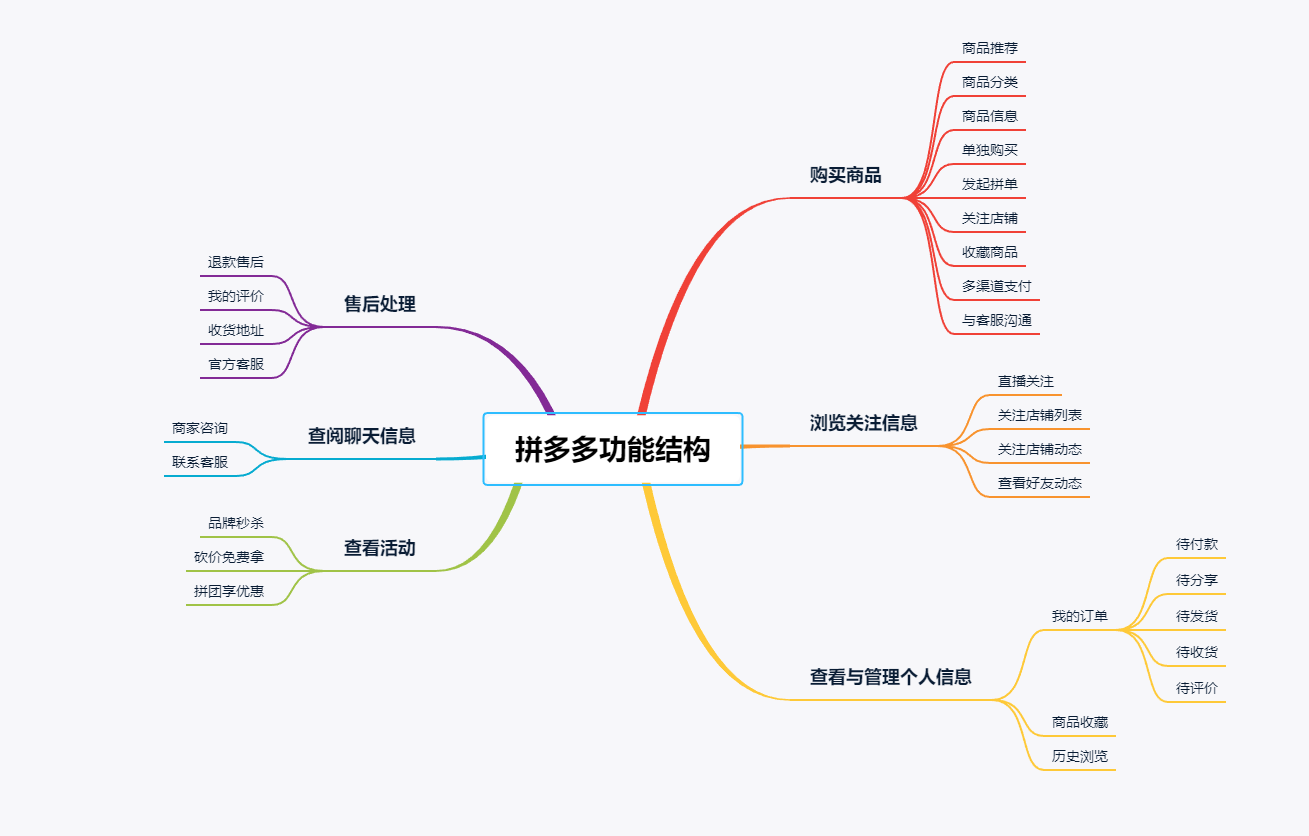 拼多多功能结构
购买商品
商品推荐
商品分类
商品信息
单独购买
发起拼单
关注店铺
收藏商品
多渠道支付
与客服沟通
浏览关注信息
直播关注
关注店铺列表
关注店铺动态
查看好友动态
查看与管理个人信息
我的订单
待付款
待分享
待发货
待收货
待评价
商品收藏
历史浏览
售后处理
退款售后
我的评价
收货地址
官方客服
查阅聊天信息
商家咨询
联系客服
查看活动
品牌秒杀
砍价免费拿
拼团享优惠